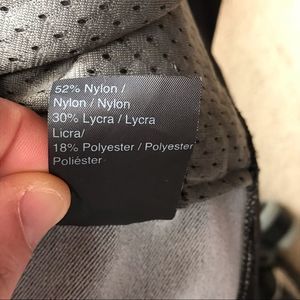 52% Nylon /
Nylon / Nylon
30% Lycra / Lycra
Licra/
18% Polyester / Polyester
Poliéster